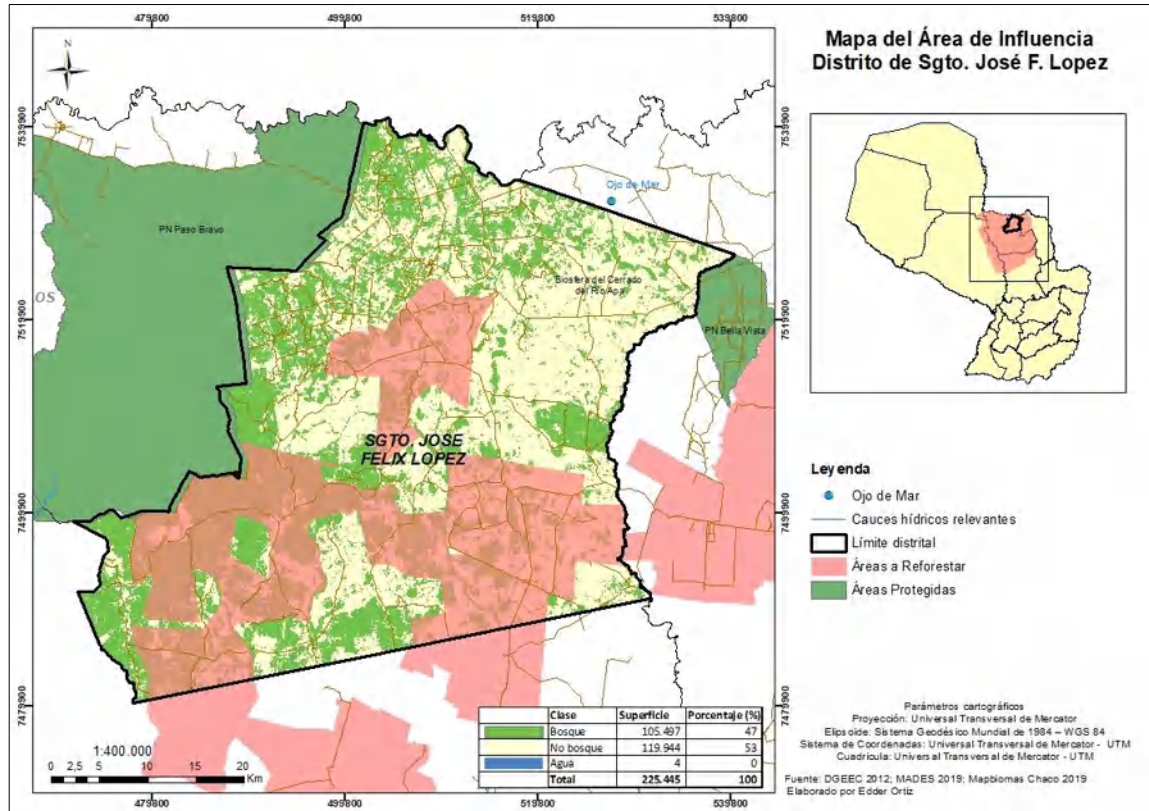 479800 499800 519800 539800
N
7539900 7539900
Ojo de Mar
PN Paso Bravo
Biosfera del Cerrado
del Río Apa
OS
7519900 7519900
PN Bella Vista
SGTO. JOSE
FELIX LOPEZ
7499900 7499900
7479900 7479900
Clase Superficie Porcentaje (%)
Bosque 105.497 47
No bosque 119.944 53
Agua 4 0
Total 225.445 100
1:400.000
0 2,5 5 10 15 20
Km
479800 499800 519800 539800
Mapa del Área de Influencia
Distrito de Sgto. José F. Lopez
Leyenda
Ojo de Mar
Cauces hídricos relevantes
Límite distrital
Áreas a Reforestar
Áreas Protegidas
Parámetros cartográficos
Proyección: Universal Transversal de Mercator
Elipsoide: Sistema Geodésico Mundial de 1984 – WGS 84
Sistema de Coordenadas: Universal Transversal de Mercator - UTM
Cuadricula: Universal Transversal de Mercator - UTM
Fuente: DGEEC 2012; MADES 2019; Mapbiomas Chaco 2019
Elaborado por Edder Ortiz